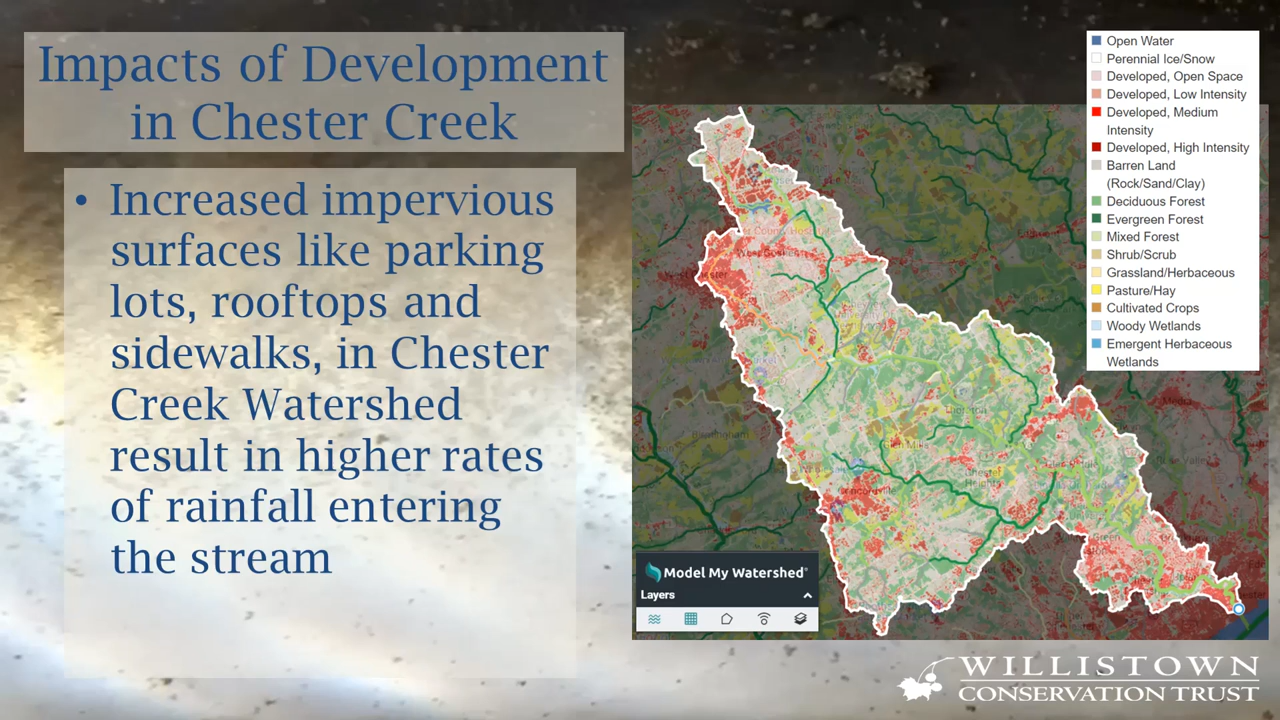 Impacts of Development
in Chester Creek
• Increased impervious
surfaces like parking
lots, rooftops and
sidewalks, in Chester
Creek Watershed
result in higher rates
of rainfall entering
the stream
Open Water
Perennial Ice/Snow
Developed, Open Space
Developed, Low Intensity
Developed, Medium
Intensity
Developed, High Intensity
Barren Land
(Rock/Sand/Clay)
Deciduous Forest
Evergreen Forest
Mixed Forest
Shrub/Scrub
Grassland/Herbaceous
Pasture/Hay
Cultivated Crops
Woody Wetlands
Emergent Herbaceous
Wetlands
Birmingham
Thornton
Chester
Heights
Model My Watershed®
Layers
WILLISTOWN
CONSERVATION TRUST